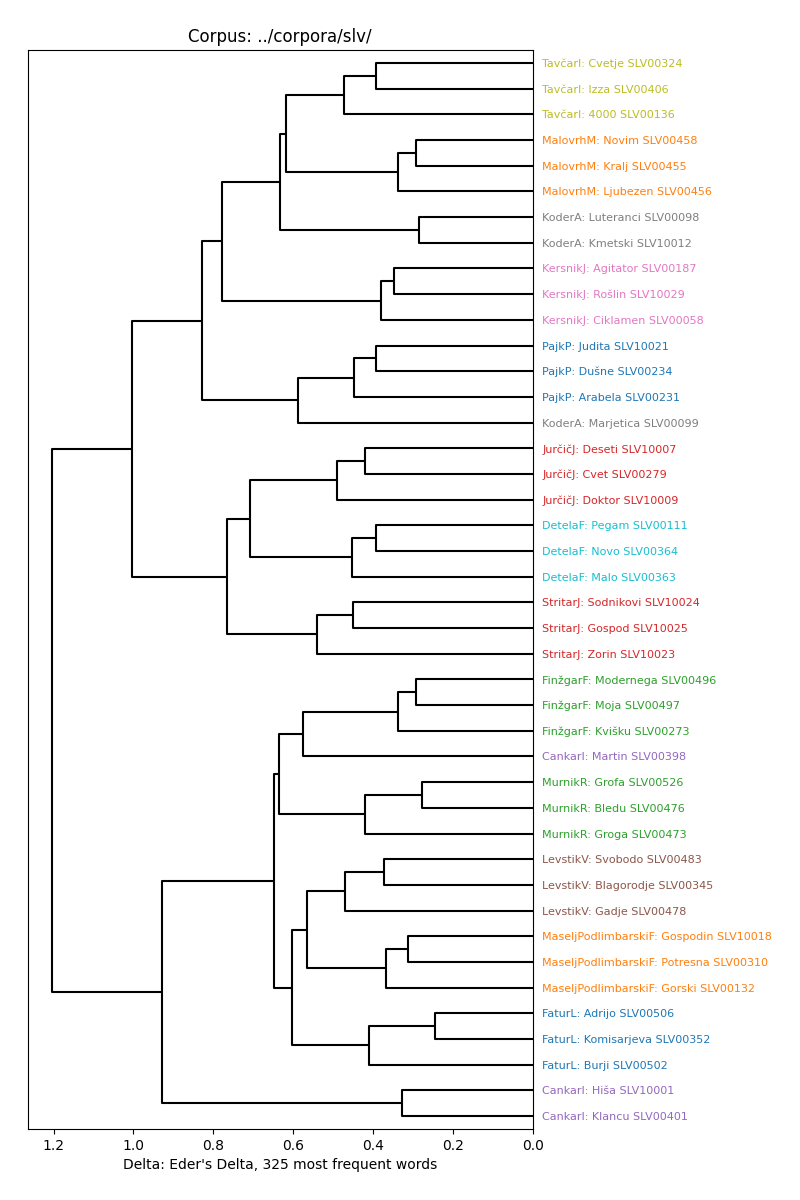 Corpus: ../corpora/slv/
TavčarI: Cvetje SLV00324
TavčarI: Izza SLV00406
TavčarI: 4000 SLV00136
MalovrhM: Novim SLV00458
MalovrhM: Kralj SLV00455
MalovrhM: Ljubezen SLV00456
KoderA: Luteranci SLV00098
KoderA: Kmetski SLV10012
KersnikJ: Agitator SLV00187
KersnikJ: Rošlin SLV10029
KersnikJ: Ciklamen SLV00058
PajkP: Judita SLV10021
PajkP: Dušne SLV00234
PajkP: Arabela SLV00231
KoderA: Marjetica SLV00099
JurčičJ: Deseti SLV10007
JurčičJ: Cvet SLV00279
JurčičJ: Doktor SLV10009
DetelaF: Pegam SLV00111
DetelaF: Novo SLV00364
DetelaF: Malo SLV00363
StritarJ: Sodnikovi SLV10024
StritarJ: Gospod SLV10025
StritarJ: Zorin SLV10023
FinžgarF: Modernega SLV00496
FinžgarF: Moja SLV00497
FinžgarF: Kvišku SLV00273
CankarI: Martin SLV00398
MurnikR: Grofa SLV00526
MurnikR: Bledu SLV00476
MurnikR: Groga SLV00473
LevstikV: Svobodo SLV00483
LevstikV: Blagorodje SLV00345
LevstikV: Gadje SLV00478
MaseljPodlimbarskiF: Gospodin SLV10018
MaseljPodlimbarskiF: Potresna SLV00310
MaseljPodlimbarskiF: Gorski SLV00132
FaturL: Adrijo SLV00506
FaturL: Komisarjeva SLV00352
FaturL: Burji SLV00502
CankarI: Hiša SLV10001
CankarI: Klancu SLV00401
1.2 1.0 0.8 0.6 0.4 0.2 0.0
Delta: Eder's Delta, 325 most frequent words